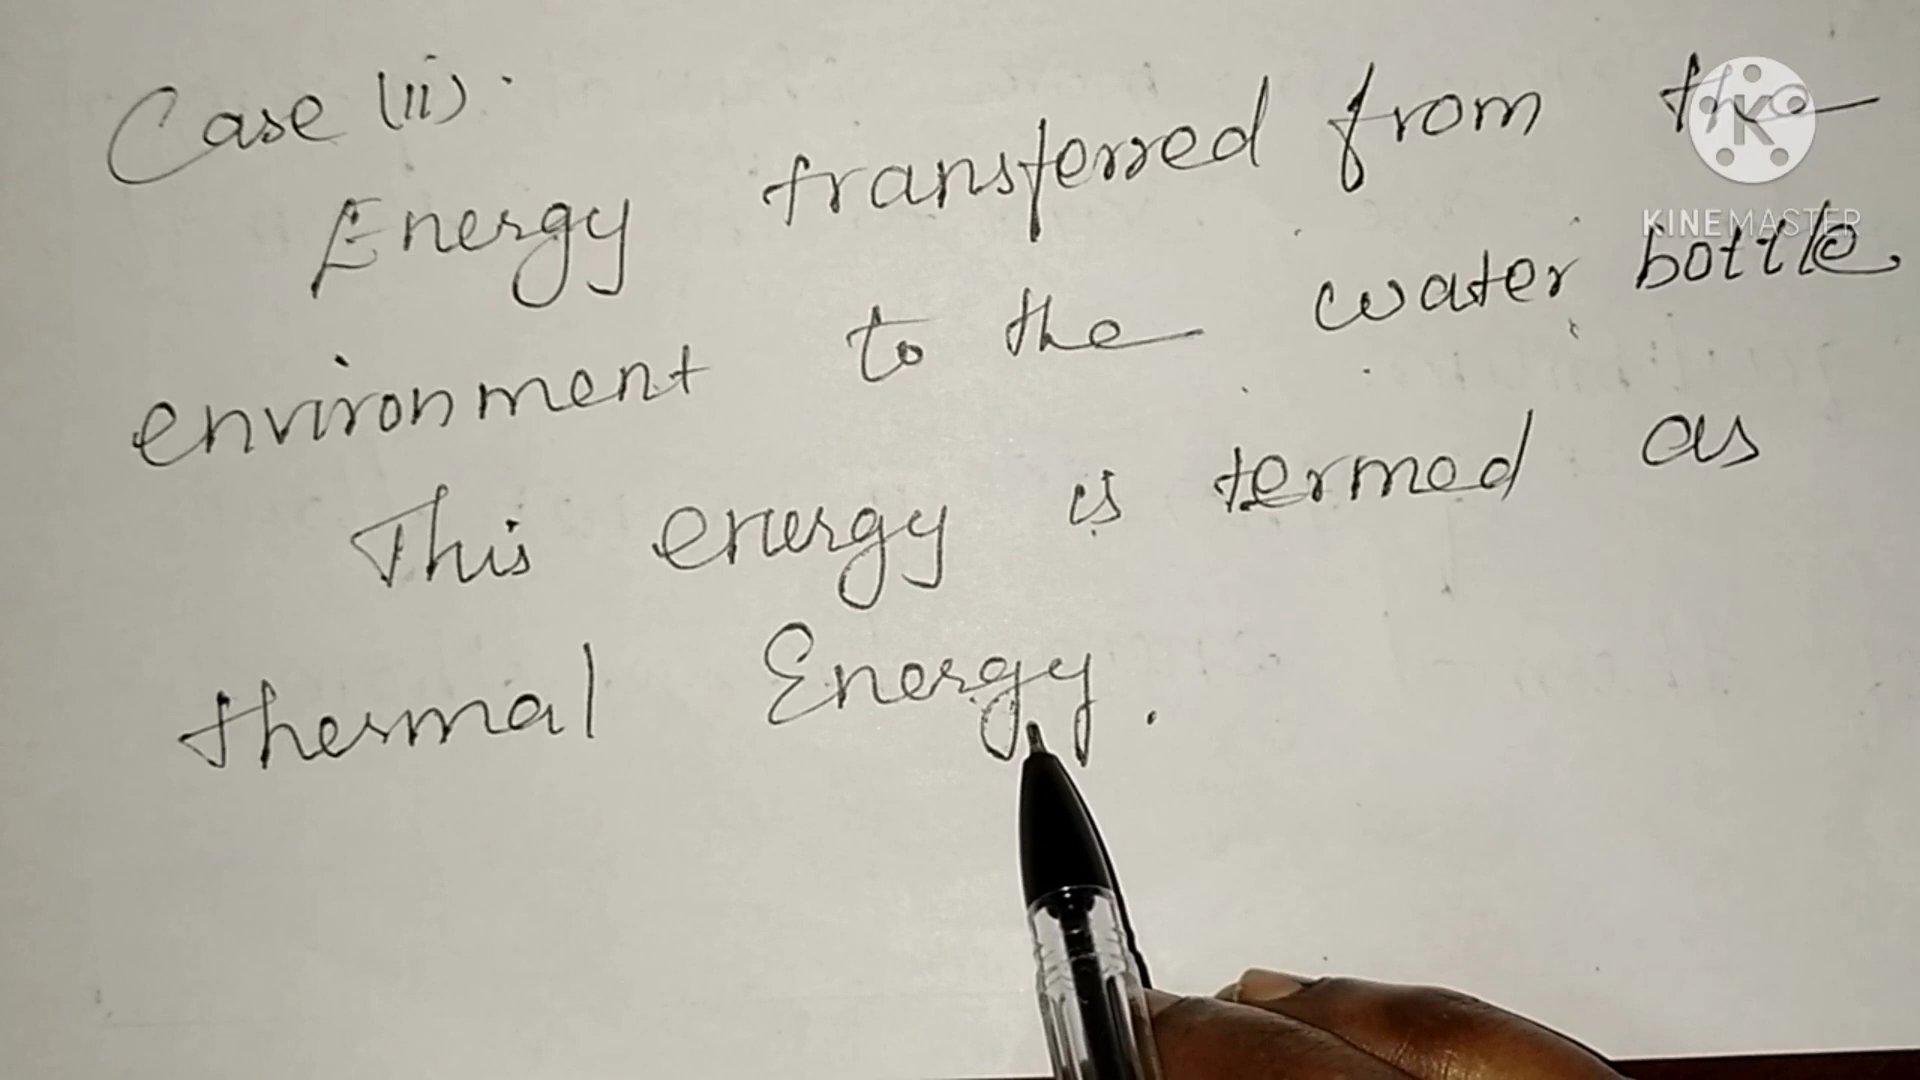 Case (ii).
Energy transferred from the
environment to the water bottle
This energy is termed as
thermal Energy.
K
KINEMASTER